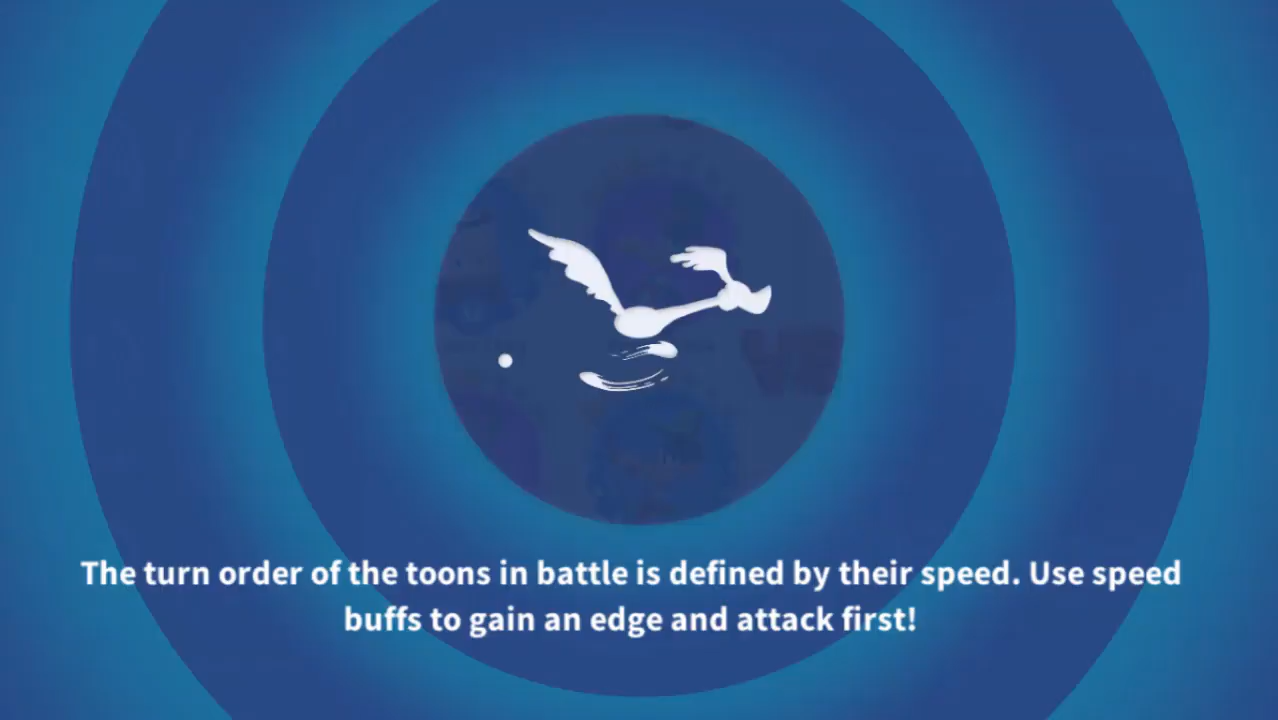 The turn order of the toons in battle is defined by their speed. Use speed
buffs to gain an edge and attack first!